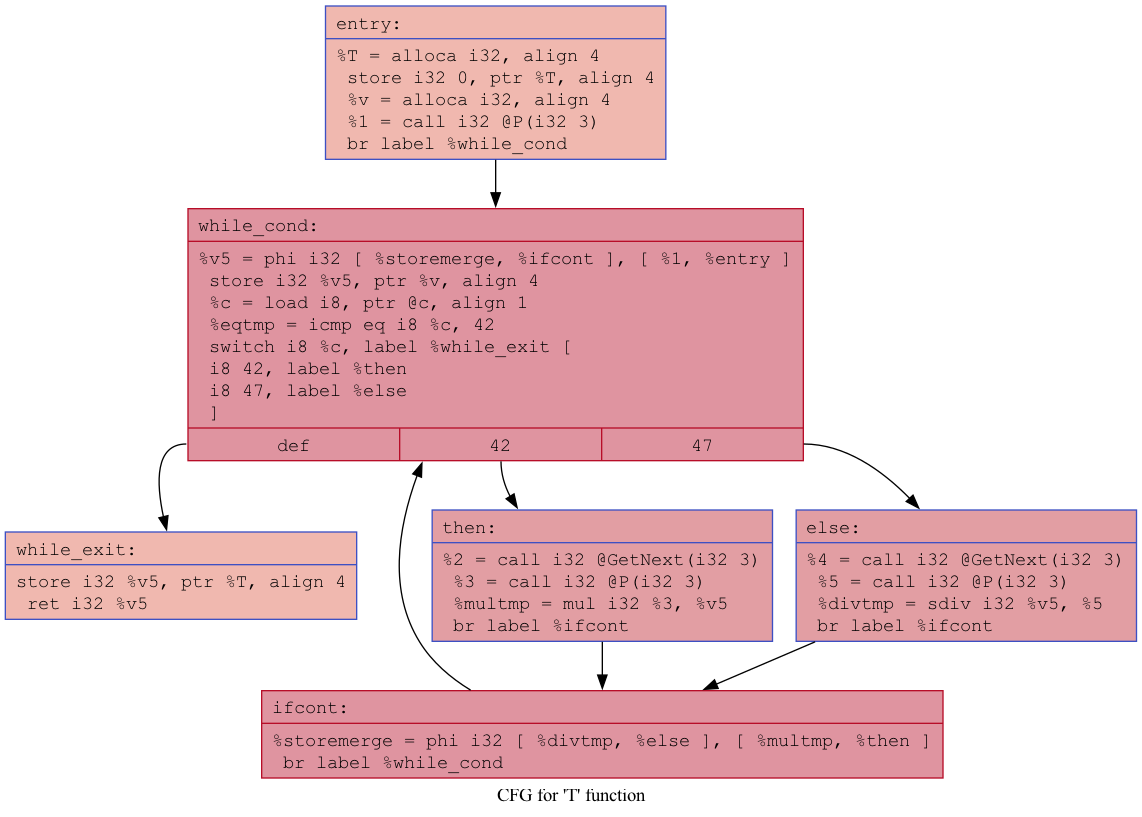 entry:
%T = alloca i32, align 4
store i32 0, ptr %T, align 4
%v = alloca i32, align 4
%1 = call i32 @P(i32 3)
br label %while_cond
while_cond:
%v5 = phi i32 [ %storemerge, %ifcont ], [ %1, %entry ]
store i32 %v5, ptr %v, align 4
%c = load i8, ptr @c, align 1
%eqtmp = icmp eq i8 %c, 42
switch i8 %c, label %while_exit [
i8 42, label %then
i8 47, label %else
]
def
42
47
while_exit:
store i32 %v5, ptr %T, align 4
ret i32 %v5
then:
%2 = call i32 @GetNext(i32 3)
%3 = call i32 @P(i32 3)
%multmp = mul i32 %3, %v5
br label %ifcont
else:
%4 = call i32 @GetNext(i32 3)
%5 = call i32 @P(i32 3)
%divtmp = sdiv i32 %v5, %5
br label %ifcont
ifcont:
%storemerge = phi i32 [ %divtmp, %else ], [ %multmp, %then ]
br label %while_cond
CFG for 'T' function